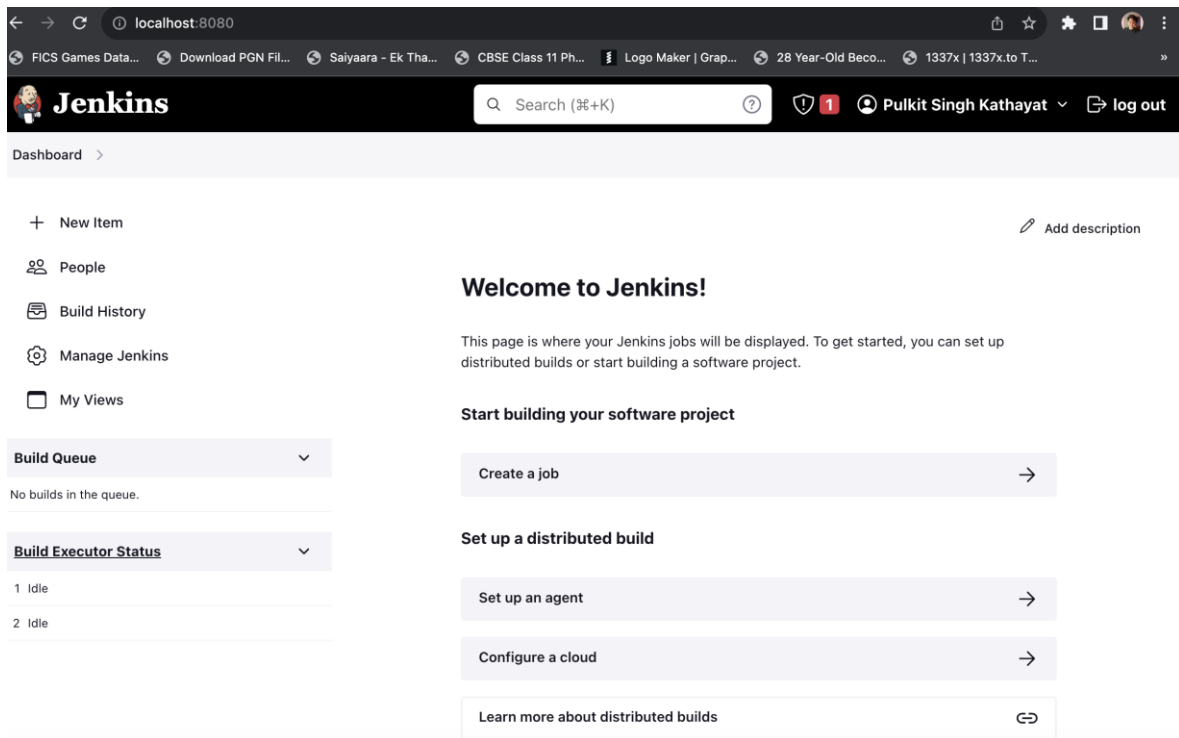 localhost:8080
FICS Games Data... Download PGN Fil... Saiyaara - Ek Tha... CBSE Class 11 Ph... Logo Maker | Grap... 28 Year-Old Beco... 1337x | 1337x.to T... »
Jenkins Search (⌘+K) ? 1 Pulkit Singh Kathayat log out
Dashboard
New Item
Add description
People
Build History
Manage Jenkins
My Views
Build Queue
No builds in the queue.
Build Executor Status
1 Idle
2 Idle
Welcome to Jenkins!
This page is where your Jenkins jobs will be displayed. To get started, you can set up
distributed builds or start building a software project.
Start building your software project
Create a job
Set up a distributed build
Set up an agent
Configure a cloud
Learn more about distributed builds